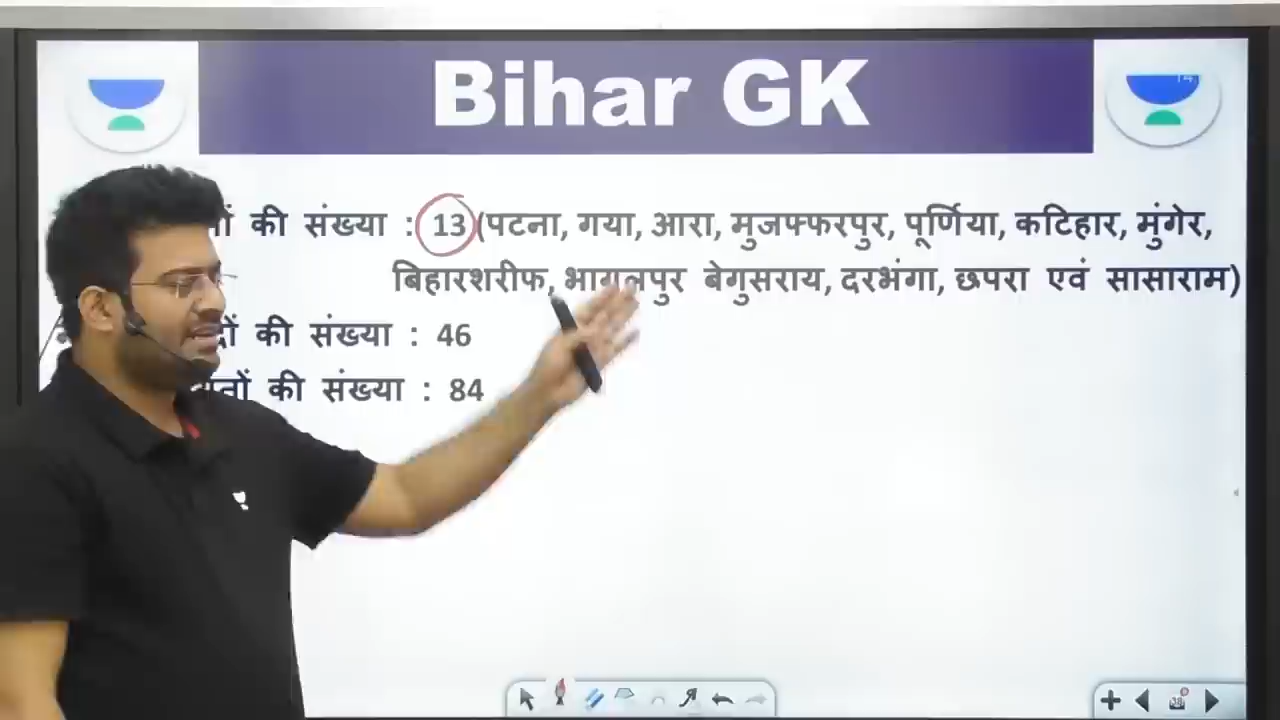 Bihar GK
की संख्या : 13 (पटना, गया, आरा, मुजफ्फरपुर, पूर्णिया, कटिहार, मुंगेर,
बिहारशरीफ, भागलपुर बेगुसराय, दरभंगा, छपरा एवं सासाराम)
की संख्या : 46
की संख्या : 84